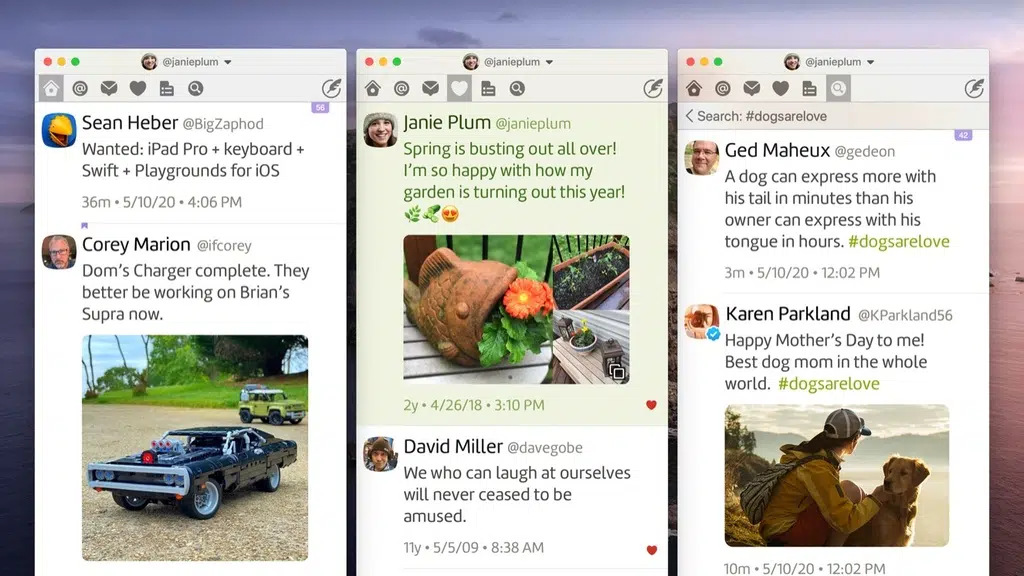 @janieplum
56
Sean Heber @BigZaphod
Wanted: iPad Pro + keyboard +
Swift + Playgrounds for iOS
36m • 5/10/20 • 4:06 PM
Corey Marion @ifcorey
Dom's Charger complete. They
better be working on Brian's
Supra now.
@janieplum
Janie Plum @janieplum
Spring is busting out all over!
I'm so happy with how my
garden is turning out this year!
🌿🥒😍
2y • 4/26/18 • 3:10 PM
David Miller @davegobe
We who can laugh at ourselves
will never ceased to be
amused.
11y • 5/5/09 • 8:38 AM
@janieplum
Search: #dogsarelove
42
Ged Maheux @gedeon
A dog can express more with
his tail in minutes than his
owner can express with his
tongue in hours. #dogsarelove
3m • 5/10/20 • 12:02 PM
Karen Parkland @KParkland56
Happy Mother's Day to me!
Best dog mom in the whole
world. #dogsarelove
10m • 5/10/20 • 12:02 PM